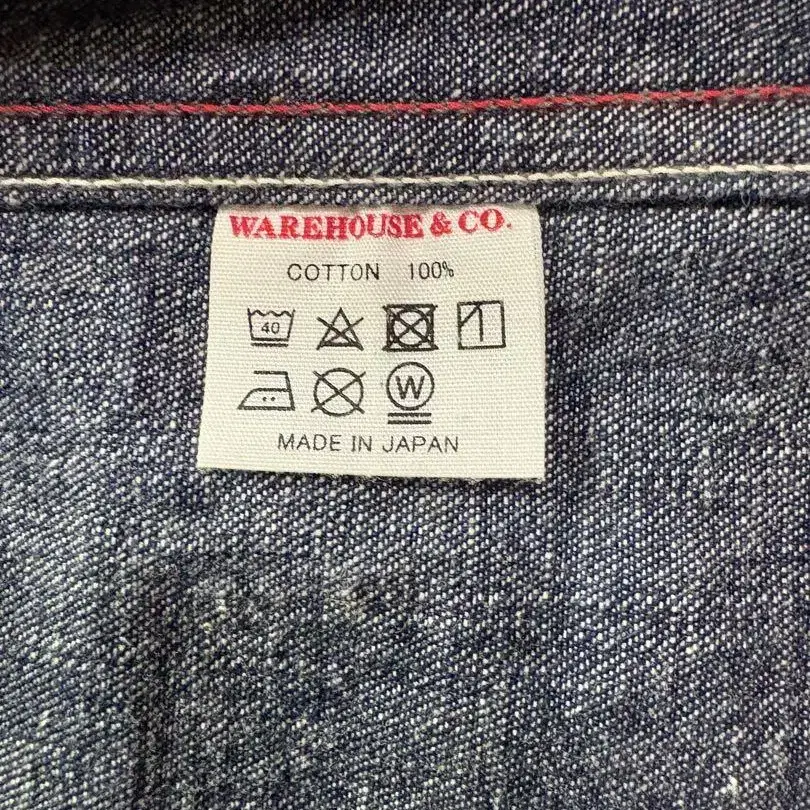 WAREHOUSE & CO.
COTTON 100%
40
W
MADE IN JAPAN